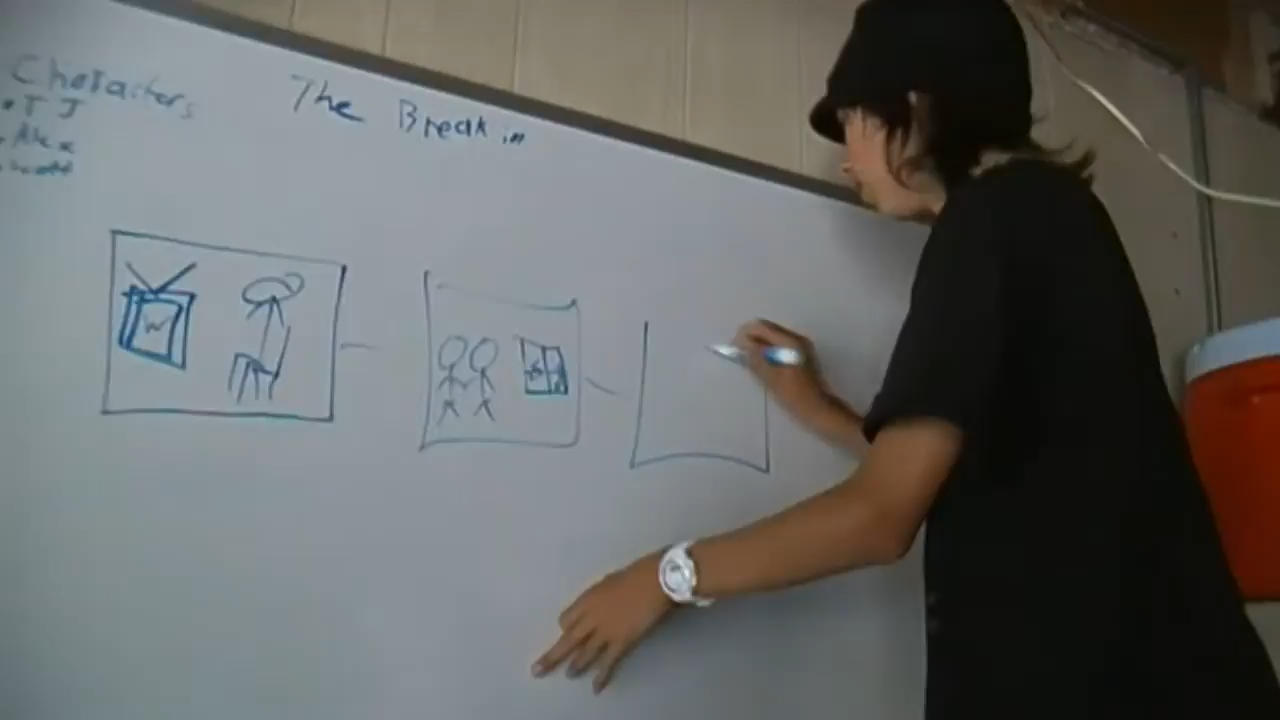 Characters
The Break in
• TJ
• Alex